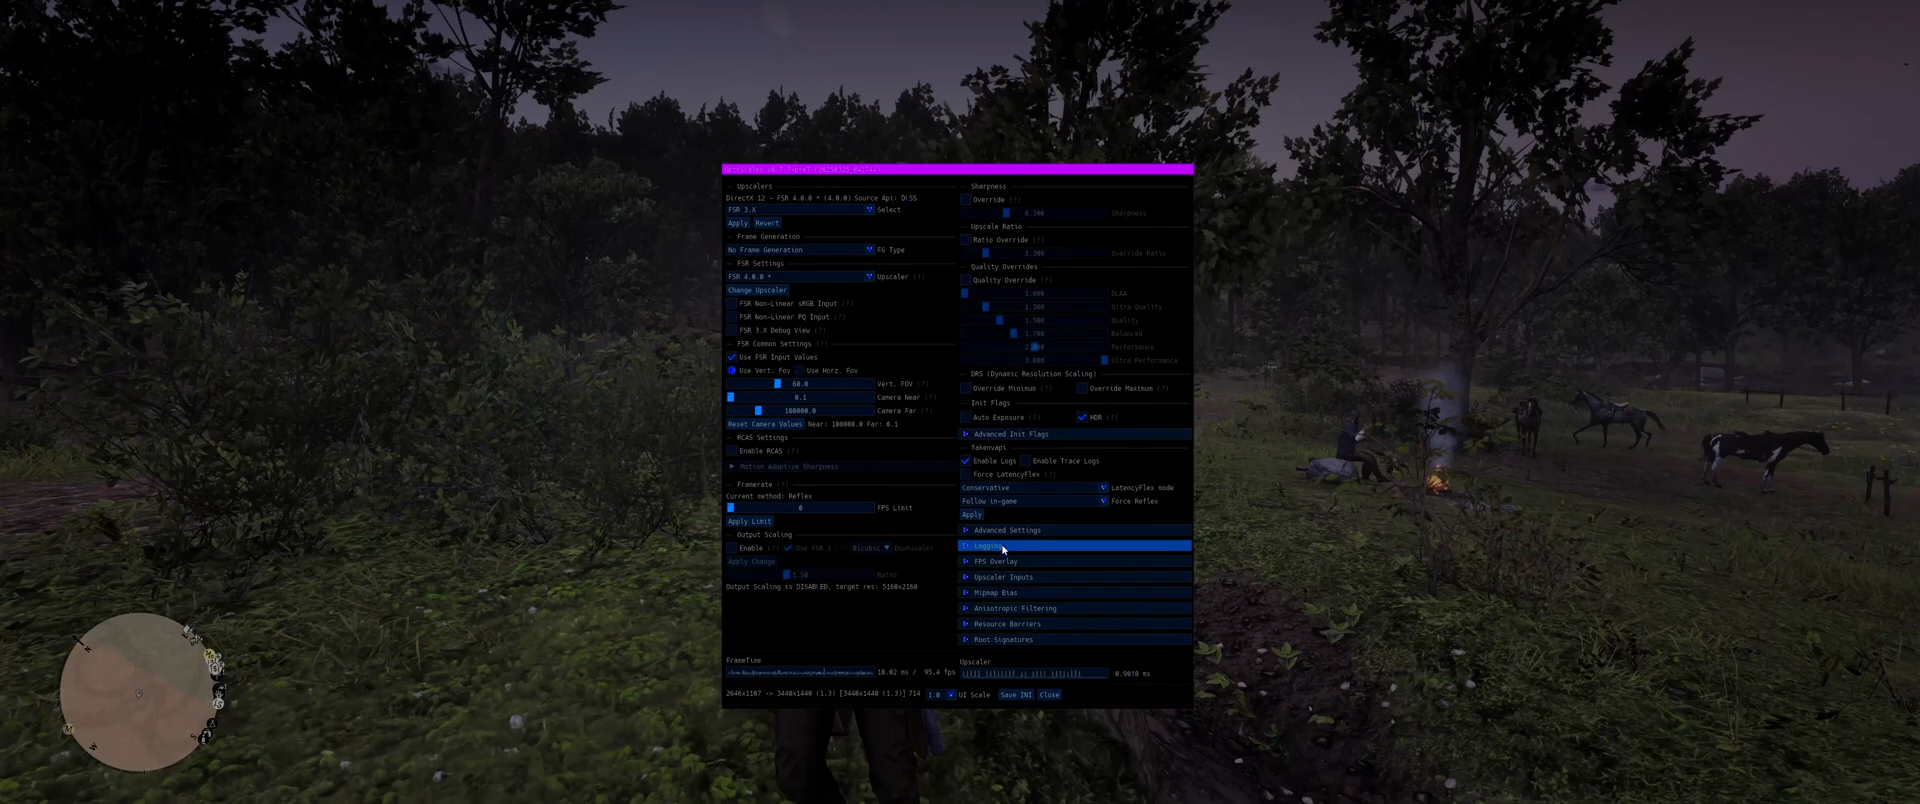 OptiScaler v0.7.7-pre7
Upscalers
DirectX 12 - FSR 4.0.0 * (4.0.0) Source Api: DLSS
FSR 3.X Select
Apply Revert
Frame Generation
No Frame Generation FG Type
FSR Settings
FSR 4.0.0 * Upscaler (?)
Change Upscaler
FSR Non-Linear sRGB Input (?)
FSR Non-Linear PQ Input (?)
FSR 3.X Debug View (?)
FSR Common Settings (?)
Use FSR Input Values
Use Vert. Fov Use Horz. Fov
60.0 Vert. FOV (?)
0.1 Camera Near (?)
100000.0 Camera Far (?)
Reset Camera Values Near: 100000.0 Far: 0.1
RCAS Settings
Enable RCAS (?)
Motion Adaptive Sharpness
Framerate (?)
Current method: Reflex
0 FPS Limit
Apply Limit
Output Scaling
Enable (?) Use FSR 1 (?) Bicubic Downscaler
Apply Change
1.50 Ratio
Output Scaling is DISABLED, target res: 5160x2160
Sharpness
Override (?)
0.300 Sharpness
Upscale Ratio
Ratio Override (?)
1.300 Override Ratio
Quality Overrides
Quality Override (?)
1.000 DLAA
1.300 Ultra Quality
1.500 Quality
1.700 Balanced
Performance
3.000 Ultra Performance
DRS (Dynamic Resolution Scaling)
Override Minimum (?) Override Maximum (?)
Init Flags
Auto Exposure (?) HDR (?)
Advanced Init Flags
fakenvapi
Enable Logs Enable Trace Logs
Force LatencyFlex (?)
Conservative LatencyFlex mode
Follow in-game Force Reflex
Apply
Advanced Settings
Logging
FPS Overlay
Upscaler Inputs
Mipmap Bias
Anisotropic Filtering
Resource Barriers
Root Signatures
FrameTime
10.02 ms / 95.4 fps
Upscaler
0.9018 ms
2646x1107 -> 3440x1440 (1.3) [3440x1440 (1.3)] 714 1.0 UI Scale Save INI Close
N
W
S
M